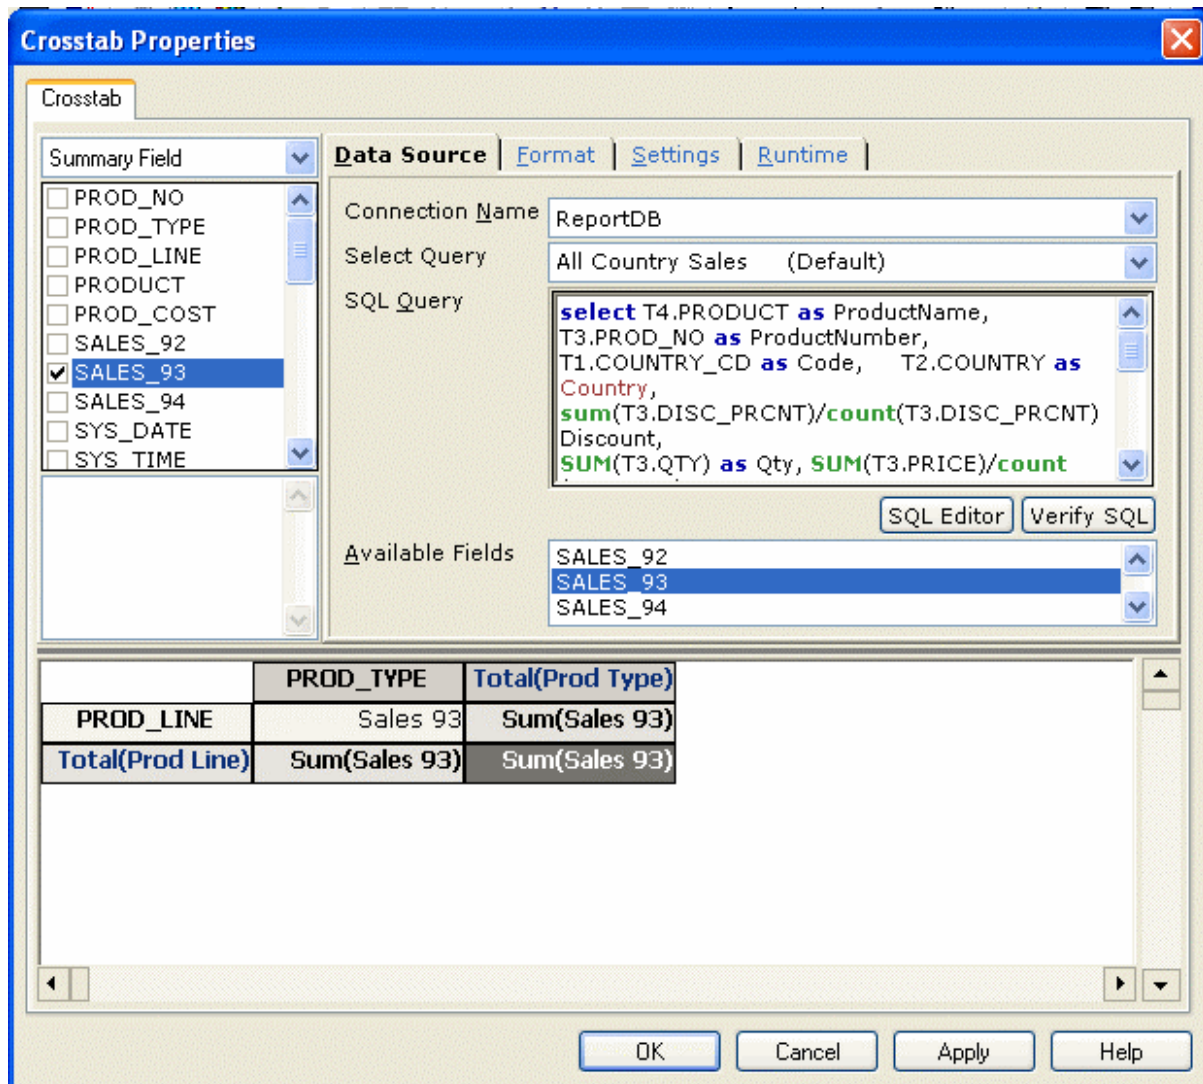 Crosstab Properties
Crosstab
Summary Field
PROD_NO
PROD_TYPE
PROD_LINE
PRODUCT
PROD_COST
SALES_92
SALES_93
SALES_94
SYS_DATE
SYS_TIME
Data Source
Format
Settings
Runtime
Connection Name
ReportDB
Select Query
All Country Sales (Default)
SQL Query
select T4.PRODUCT as ProductName,
T3.PROD_NO as ProductNumber,
T1.COUNTRY_CD as Code, T2.COUNTRY as
Country,
sum(T3.DISC_PRCNT)/count(T3.DISC_PRCNT)
Discount,
SUM(T3.QTY) as Qty, SUM(T3.PRICE)/count
SQL Editor
Verify SQL
Available Fields
SALES_92
SALES_93
SALES_94
PROD_TYPE Total(Prod Type)
PROD_LINE Sales 93 Sum(Sales 93)
Total(Prod Line) Sum(Sales 93) Sum(Sales 93)
OK
Cancel
Apply
Help